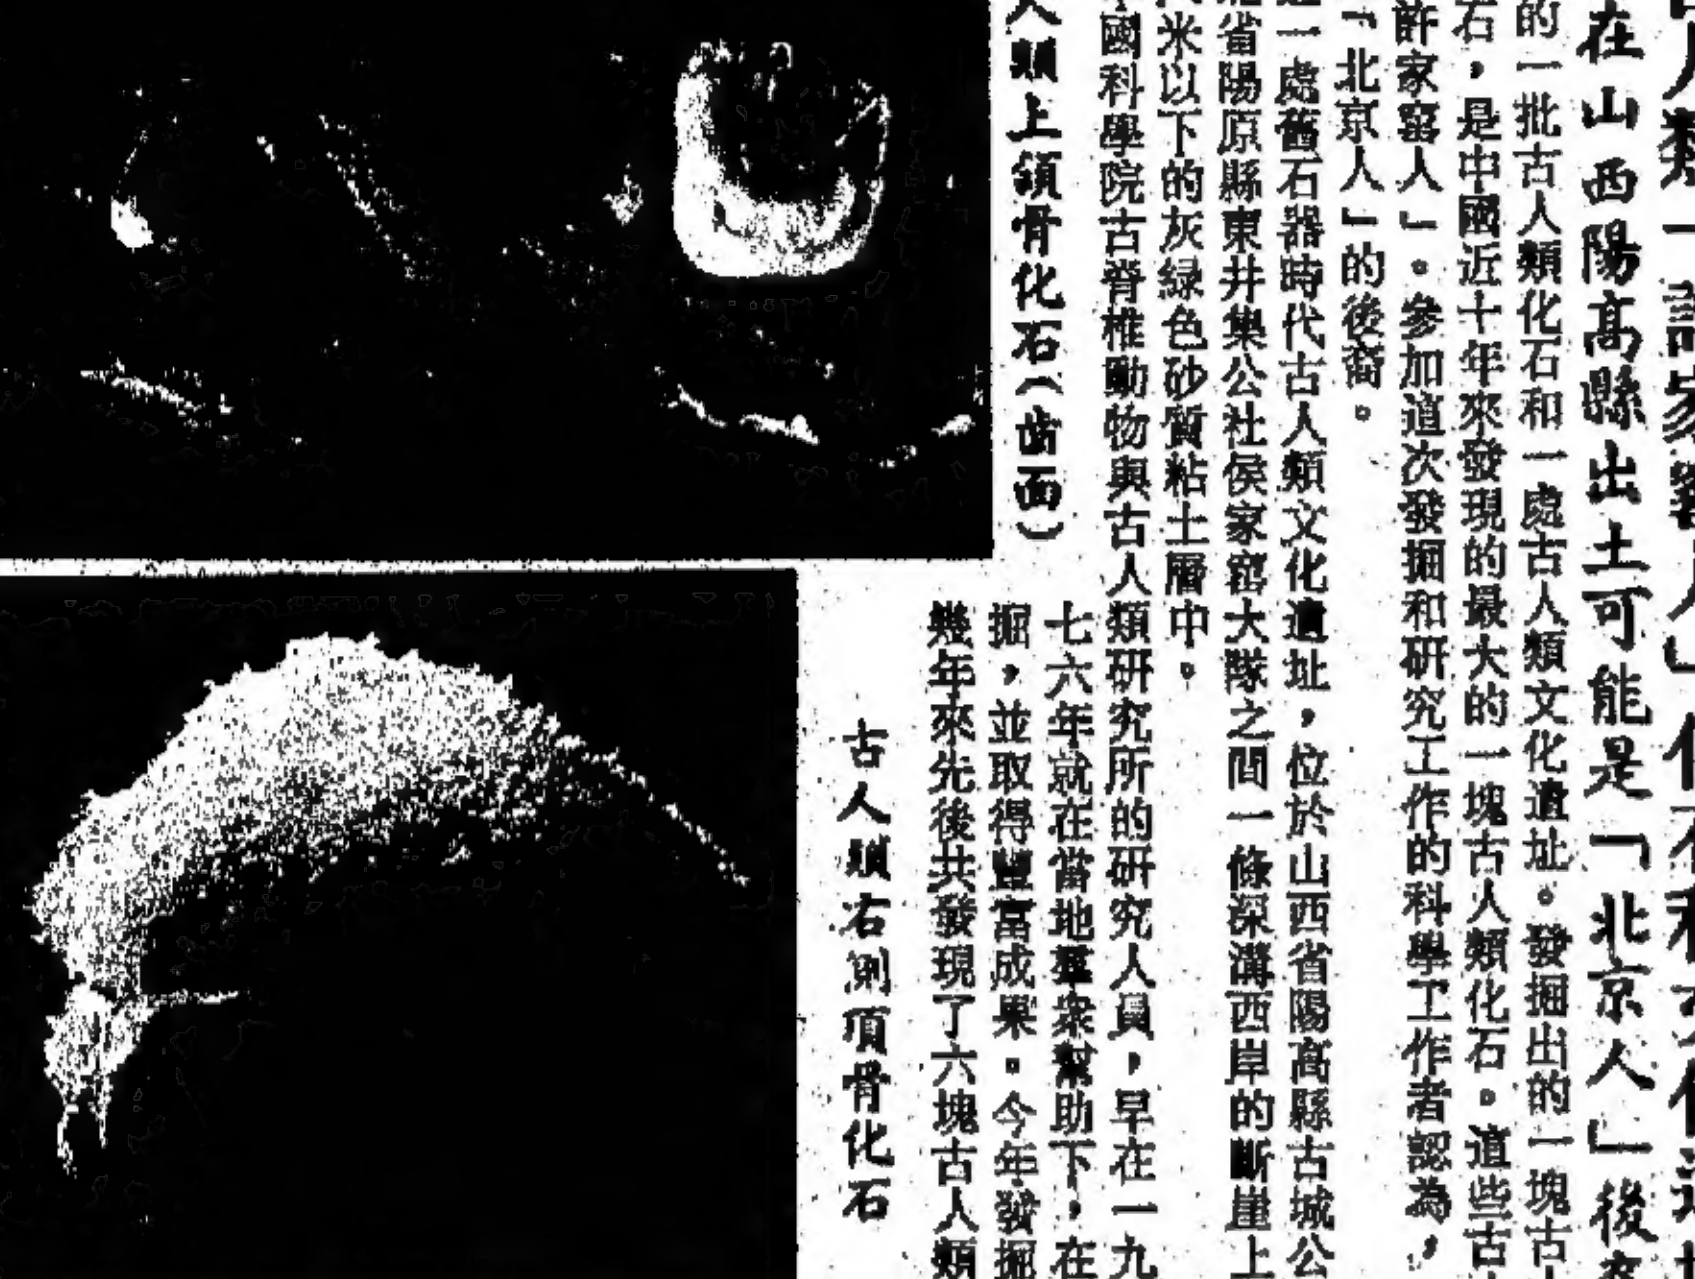 在山西陽高縣出土可能是「北京人」後
的一批古人類化石和一處古人類文化遺址。發掘出的一塊古
石，是中國近十年來發現的最大的一塊古人類化石。這些古
許家窰人」。參加這次發掘和研究工作的科學工作者認為，
「北京人」的後裔。
一處舊石器時代古人類文化遺址，位於山西省陽高縣古城公
省陽原縣東井集公社侯家窰大隊之間一條深溝西岸的斷崖上
米以下的灰綠色砂質粘土層中。
國科學院古脊椎動物與古人類研究所的研究人員，早在一九
七六年就在當地羣衆幫助下，在
掘，並取得豐富成果。今年發掘
幾年來先後共發現了六塊古人類
人類上頜骨化石（齒面）
古人類右側頂骨化石